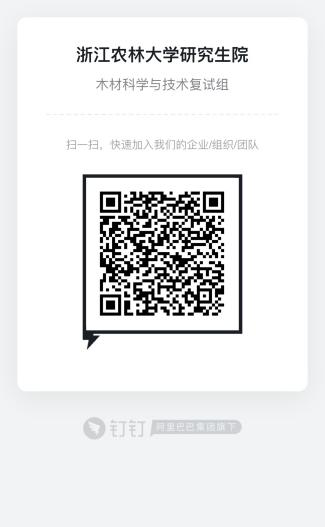 浙江农林大学研究生院
木材科学与技术复试组
扫一扫，快速加入我们的企业/组织/团队
钉钉 阿里巴巴集团旗下